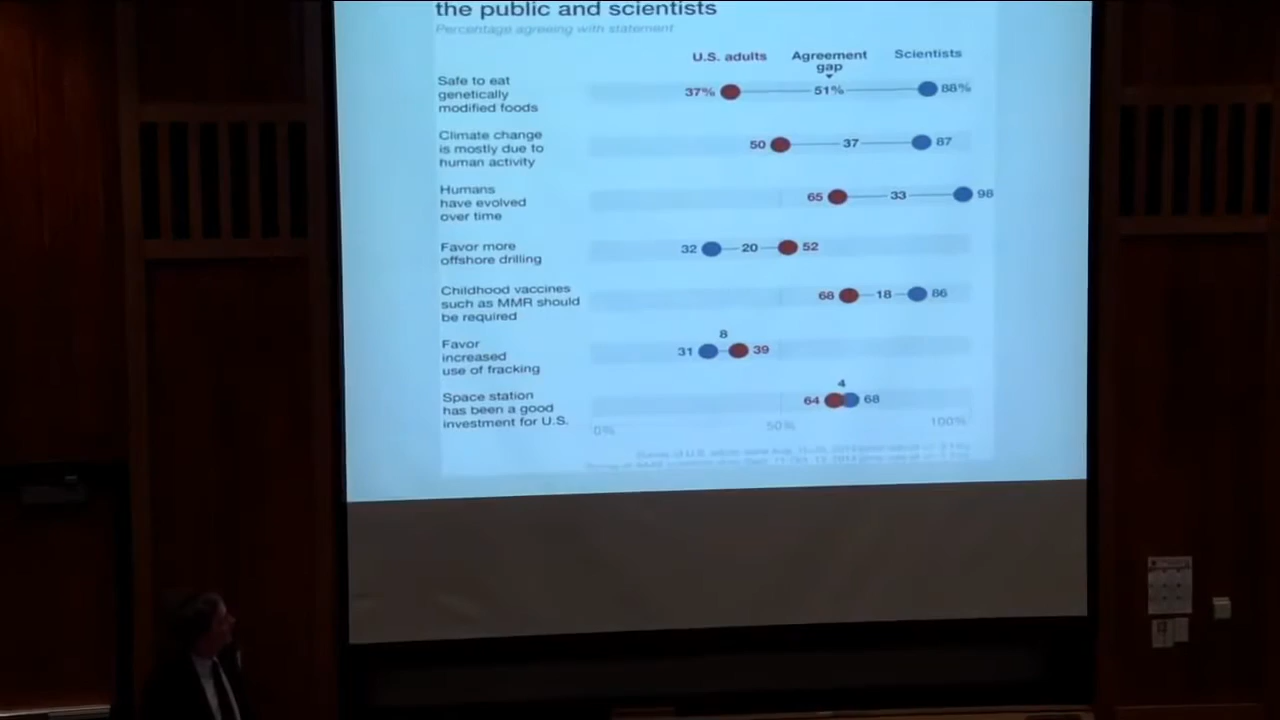 the public and scientists
Percentage agreeing with statement
U.S. adults Agreement gap Scientists
Safe to eat
genetically
modified foods
37% 51% 88%
Climate change
is mostly due to
human activity
50 37 87
Humans
have evolved
over time
65 33 98
Favor more
offshore drilling
32 20 52
Childhood vaccines
such as MMR should
be required
68 18 86
Favor
increased
use of fracking
31 8 39
Space station
has been a good
investment for U.S.
64 4 68
0% 50% 100%